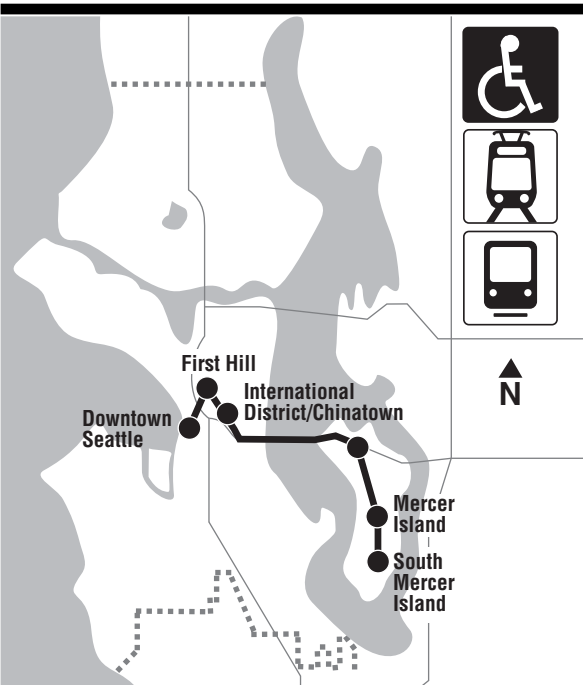 First Hill
International
District/Chinatown
Downtown
Seattle
N
Mercer
Island
South
Mercer
Island